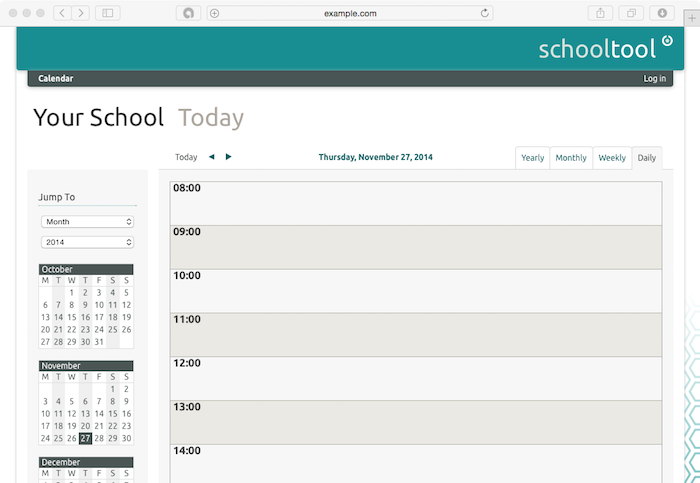 example.com
schooltool
Calendar
Log in
Your School Today
Today ◄ ► Thursday, November 27, 2014 Yearly Monthly Weekly Daily
Jump To
Month
2014
October
M T W T F S S
1 2 3 4 5
6 7 8 9 10 11 12
13 14 15 16 17 18 19
20 21 22 23 24 25 26
27 28 29 30 31
November
M T W T F S S
1 2
3 4 5 6 7 8 9
10 11 12 13 14 15 16
17 18 19 20 21 22 23
24 25 26 27 28 29 30
December
M T W T F S S
08:00
09:00
10:00
11:00
12:00
13:00
14:00